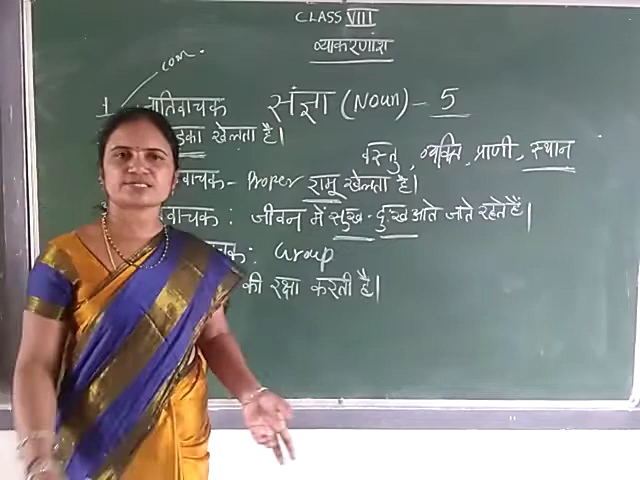 CLASS VIII
व्याकरणांश
com.
1 जातिवाचक संज्ञा (Noun) - 5
खेलता है।
वस्तु, व्यक्ति, प्राणी, स्थान
वाचक - Proper रामू खेलता है।
वाचक : जीवन में सुख - दुःख आते जाते रहते हैं।
चक : Group
की रक्षा करती है।